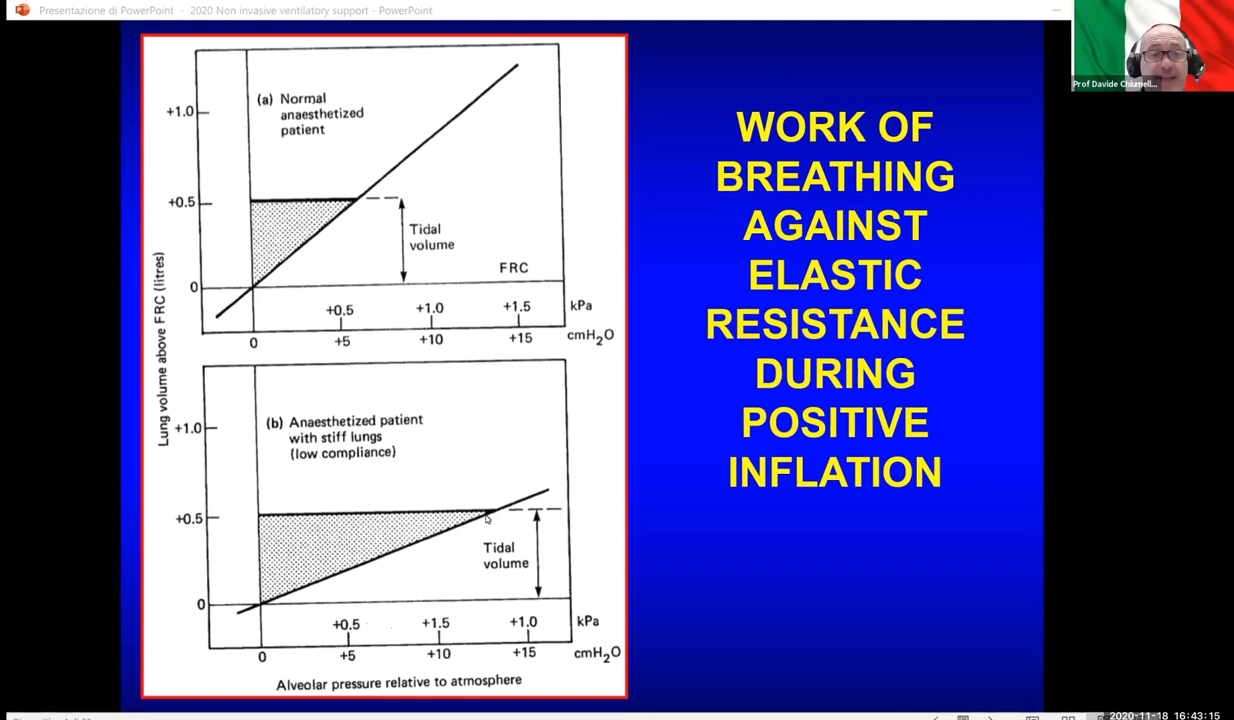 Presentazione di PowerPoint - 2020 Non invasive ventilatory support - PowerPoint
Prof Davide Chiumell...
WORK OF
BREATHING
AGAINST
ELASTIC
RESISTANCE
DURING
POSITIVE
INFLATION
Lung volume above FRC (litres)
(a) Normal
anaesthetized
patient
+1.0
+0.5
0
Tidal
volume
FRC
+0.5 +1.0 +1.5 kPa
0 +5 +10 +15 cmH2O
(b) Anaesthetized patient
with stiff lungs
(low compliance)
+1.0
+0.5
0
Tidal
volume
+0.5 +1.5 +1.0 kPa
0 +5 +10 +15 cmH2O
Alveolar pressure relative to atmosphere
2020-11-18 16:43:15